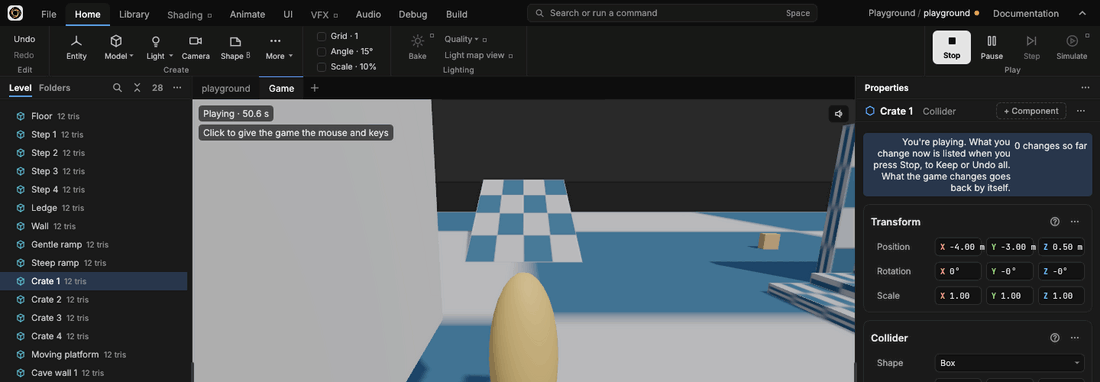 File Home Library Shading Animate UI VFX Audio Debug Build
Search or run a command Space
Playground / playground Documentation
Undo
Redo
Edit
Entity Model Light Camera Shape 8 More
Create
Grid · 1
Angle · 15°
Scale · 10%
Bake
Quality
Light map view
Lighting
Stop Pause Step Simulate
Play
Level Folders 28
playground Game
Properties
Floor 12 tris
Step 1 12 tris
Step 2 12 tris
Step 3 12 tris
Step 4 12 tris
Ledge 12 tris
Wall 12 tris
Gentle ramp 12 tris
Steep ramp 12 tris
Crate 1 12 tris
Crate 2 12 tris
Crate 3 12 tris
Crate 4 12 tris
Moving platform 12 tris
Cave wall 1 12 tris
Playing · 50.6 s
Click to give the game the mouse and keys
Crate 1 Collider + Component
You're playing. What you
change now is listed when you
press Stop, to Keep or Undo all.
What the game changes goes
back by itself.
0 changes so far
Transform
Position X -4.00 m Y -3.00 m Z 0.50 m
Rotation X 0° Y -0° Z -0°
Scale X 1.00 Y 1.00 Z 1.00
Collider
Shape Box